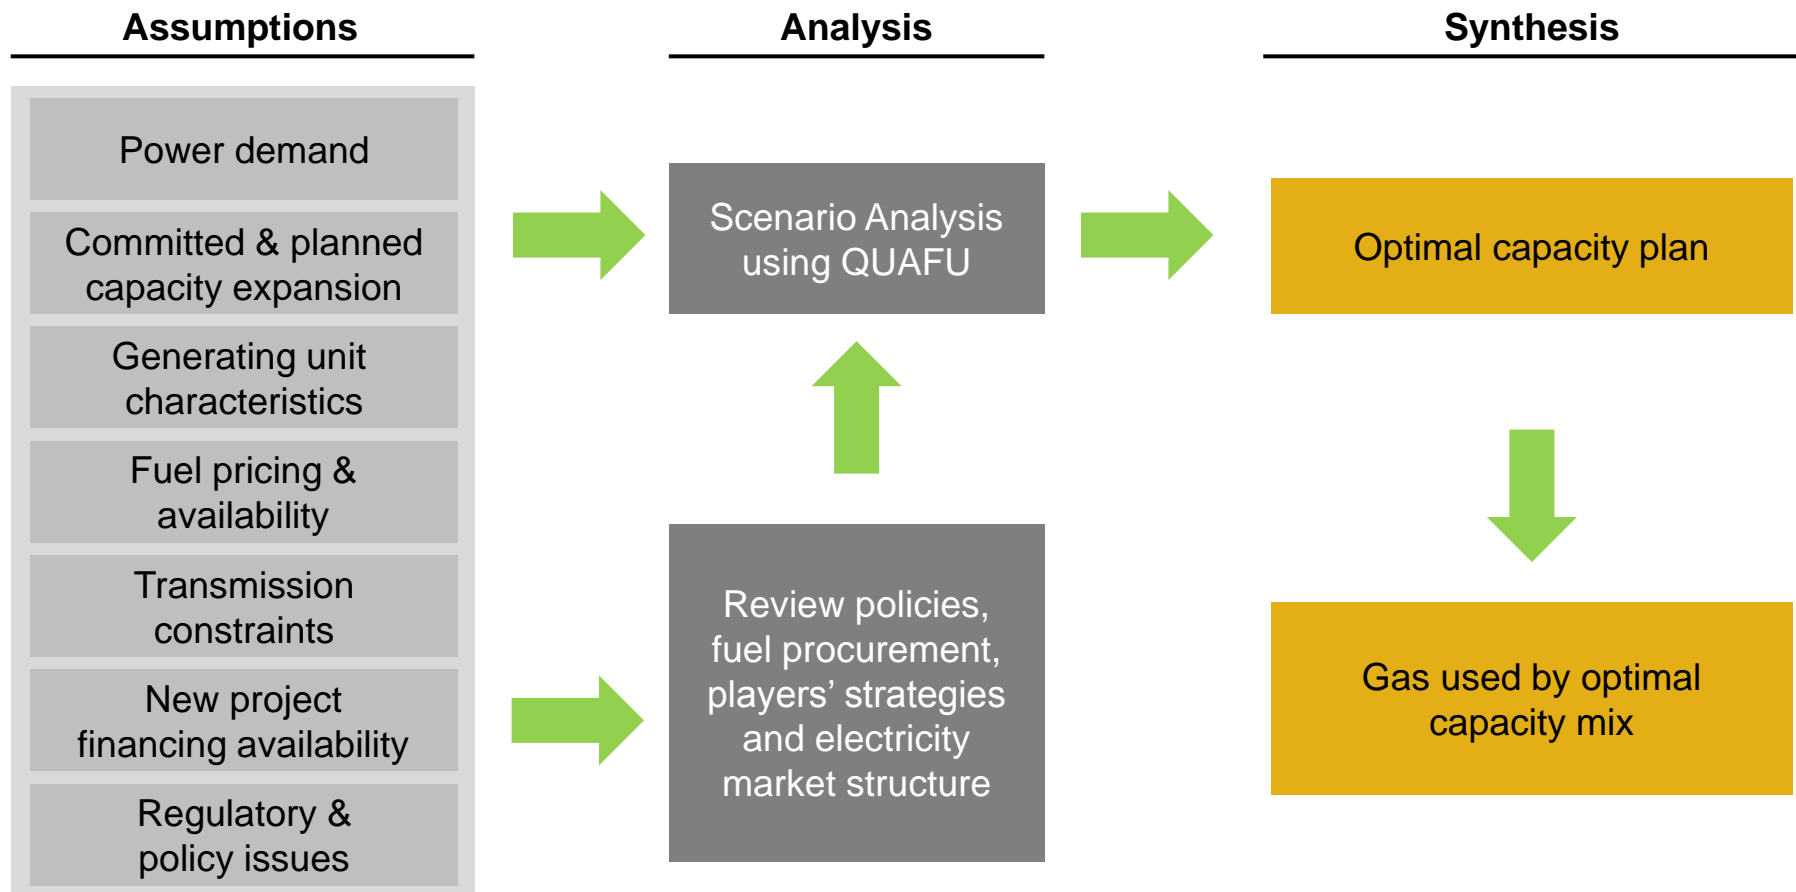 Assumptions
Power demand
Committed & planned
capacity expansion
Generating unit
characteristics
Fuel pricing &
availability
Transmission
constraints
New project
financing availability
Regulatory &
policy issues
Analysis
Scenario Analysis
using QUAFU
Review policies,
fuel procurement,
players’ strategies
and electricity
market structure
Synthesis
Optimal capacity plan
Gas used by optimal
capacity mix